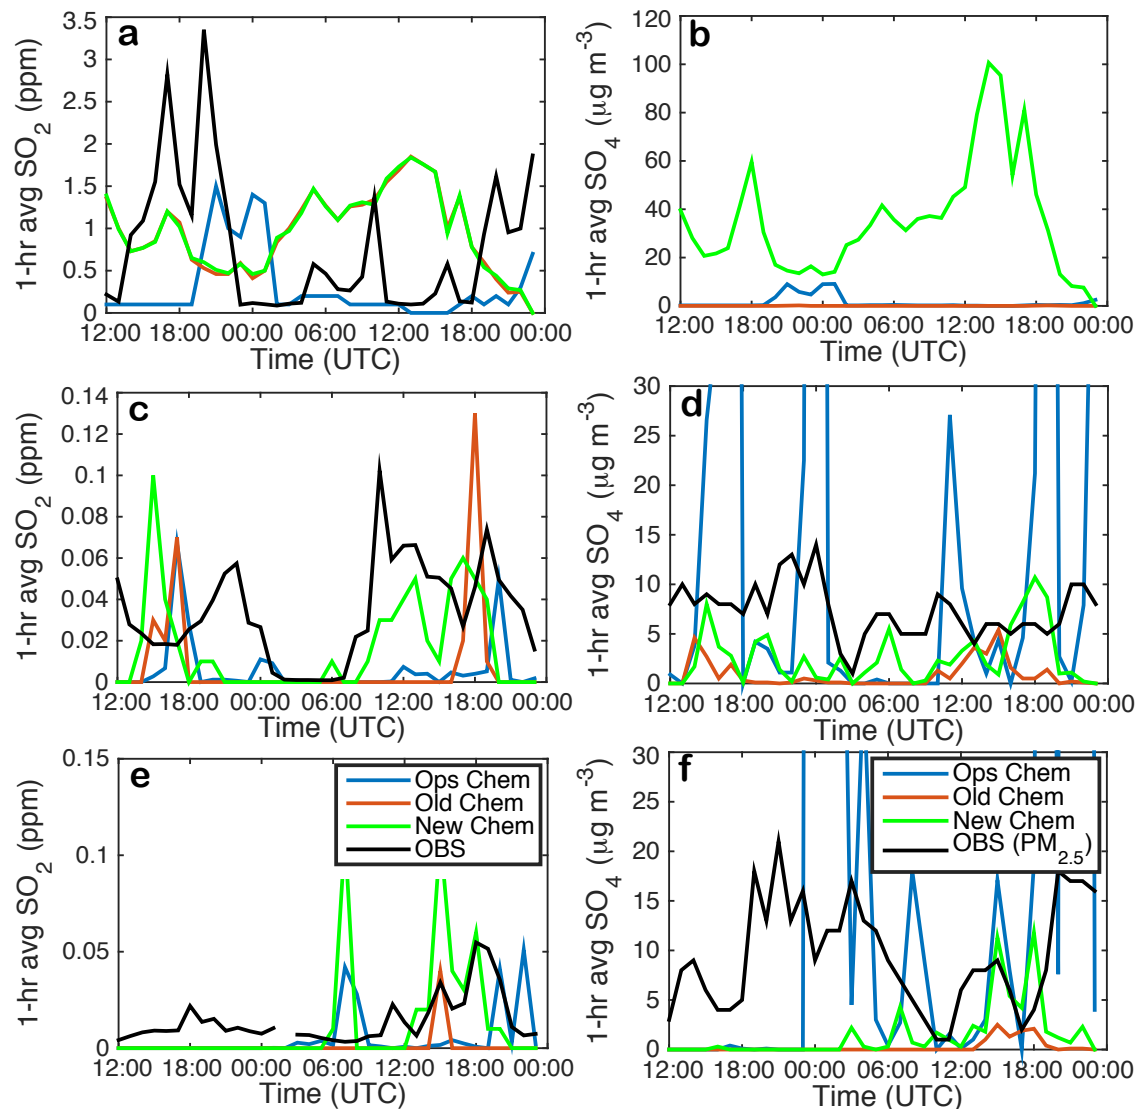 a
1-hr avg SO2 (ppm)
3.5
3
2.5
2
1.5
1
0.5
0
12:00 18:00 00:00 06:00 12:00 18:00 00:00
Time (UTC)
b
1-hr avg SO4 (μg m-3)
120
100
80
60
40
20
0
12:00 18:00 00:00 06:00 12:00 18:00 00:00
Time (UTC)
c
1-hr avg SO2 (ppm)
0.14
0.12
0.1
0.08
0.06
0.04
0.02
0
12:00 18:00 00:00 06:00 12:00 18:00 00:00
Time (UTC)
d
1-hr avg SO4 (μg m-3)
30
25
20
15
10
5
0
12:00 18:00 00:00 06:00 12:00 18:00 00:00
Time (UTC)
e
1-hr avg SO2 (ppm)
0.15
0.1
0.05
0
12:00 18:00 00:00 06:00 12:00 18:00 00:00
Time (UTC)
Ops Chem
Old Chem
New Chem
OBS
f
1-hr avg SO4 (μg m-3)
30
25
20
15
10
5
0
12:00 18:00 00:00 06:00 12:00 18:00 00:00
Time (UTC)
Ops Chem
Old Chem
New Chem
OBS (PM2.5)